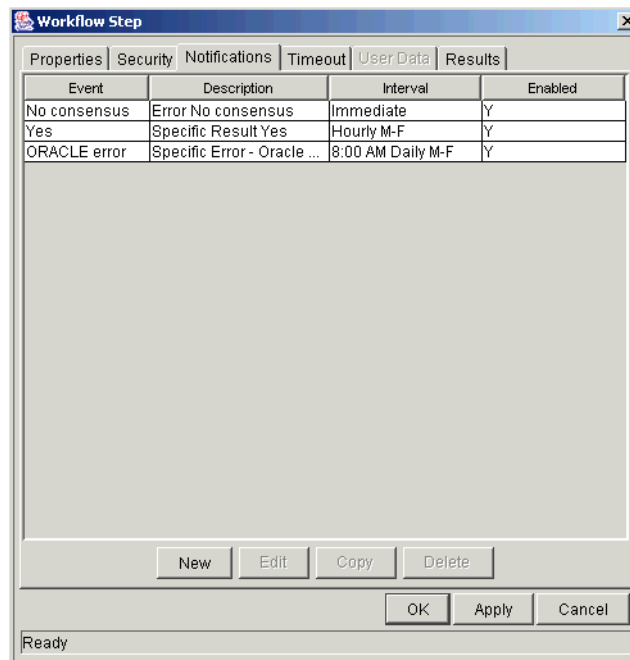 Workflow Step
Properties Security Notifications Timeout User Data Results
Event Description Interval Enabled
No consensus Error No consensus Immediate Y
Yes Specific Result Yes Hourly M-F Y
ORACLE error Specific Error - Oracle ... 8:00 AM Daily M-F Y
New Edit Copy Delete
OK Apply Cancel
Ready